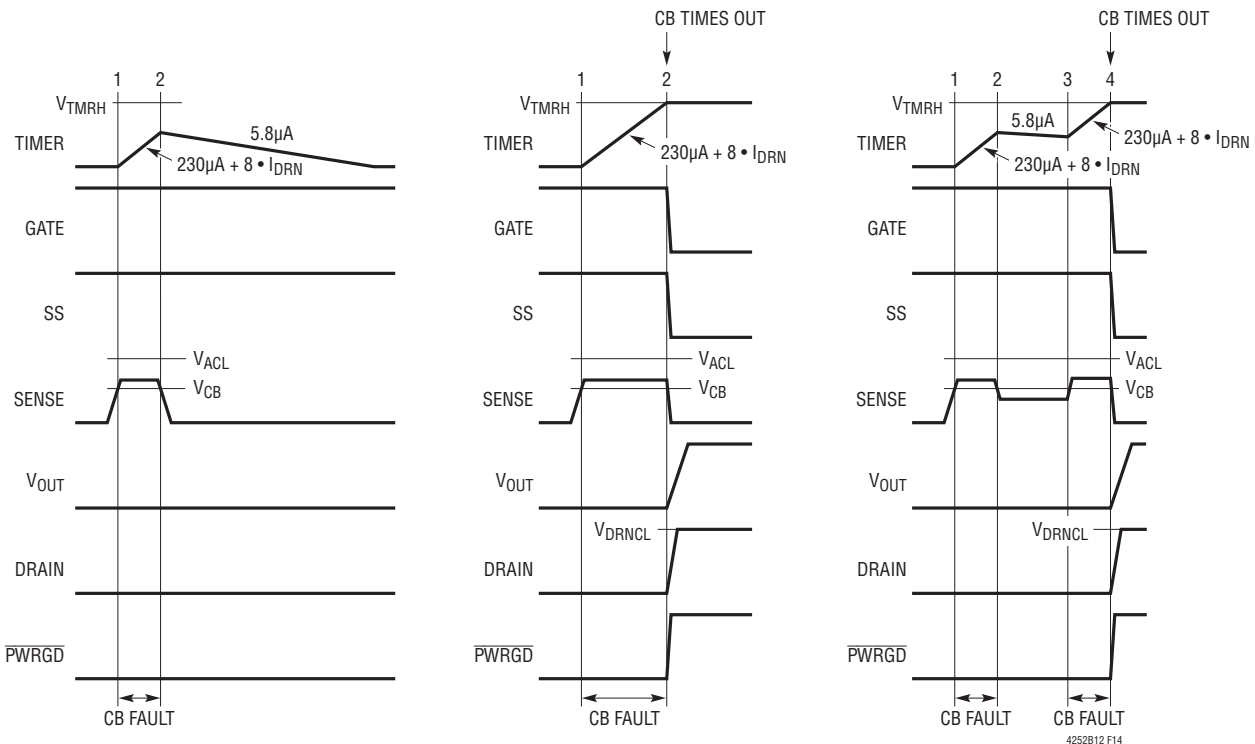 CB TIMES OUT
1 2
VTMRH
TIMER
5.8µA
230µA + 8 • IDRN
GATE
SS
VACL
VCB
SENSE
VOUT
DRAIN
PWRGD
CB FAULT
1 2
VTMRH
TIMER
230µA + 8 • IDRN
GATE
SS
VACL
VCB
SENSE
VOUT
VDRNCL
DRAIN
PWRGD
CB FAULT
CB TIMES OUT
1 2 3 4
VTMRH
TIMER
5.8µA
230µA + 8 • IDRN
230µA + 8 • IDRN
GATE
SS
VACL
VCB
SENSE
VOUT
VDRNCL
DRAIN
PWRGD
CB FAULT CB FAULT
4252B12 F14